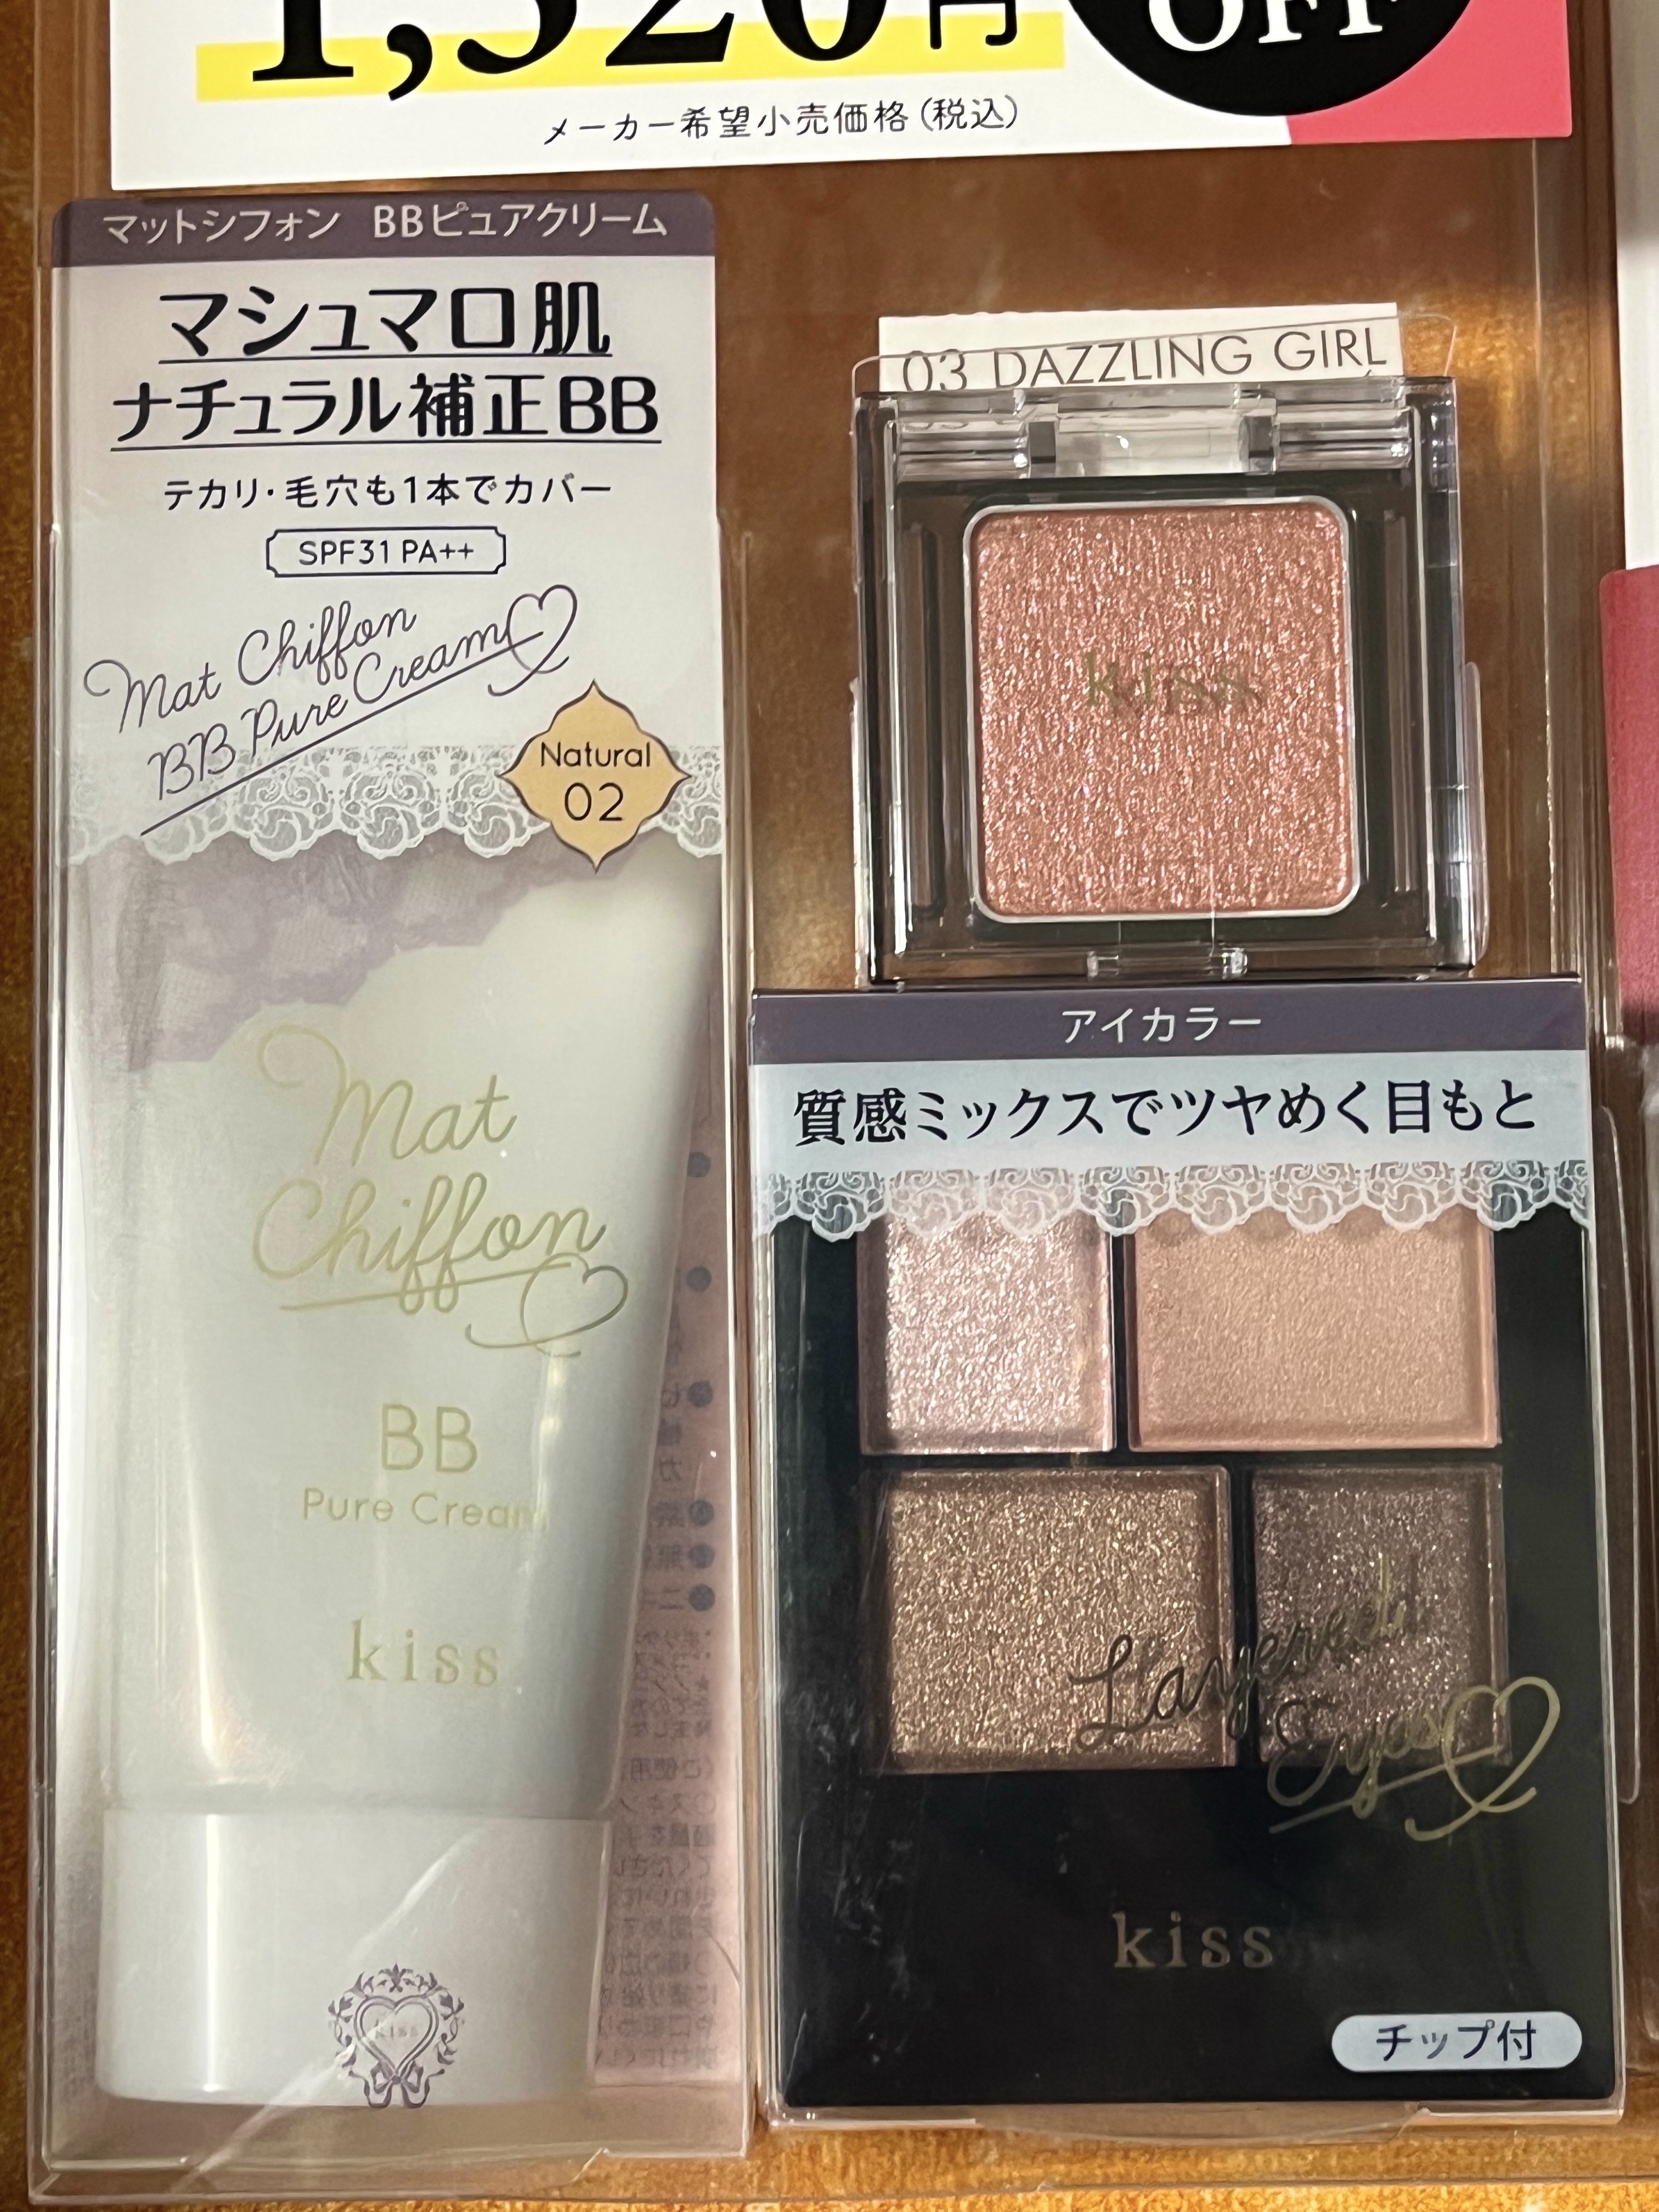 1,320円
OFF
メーカー希望小売価格(税込)
マットシフォン BBピュアクリーム
マシュマロ肌
ナチュラル補正BB
テカリ・毛穴も1本でカバー
SPF31 PA++
Mat Chiffon
BB Pure Cream
Natural
02
Mat
Chiffon
BB
Pure Cream
kiss
kiss
03 DAZZLING GIRL
kiss
アイカラー
質感ミックスでツヤめく目もと
Layered
Eyes
kiss
チップ付